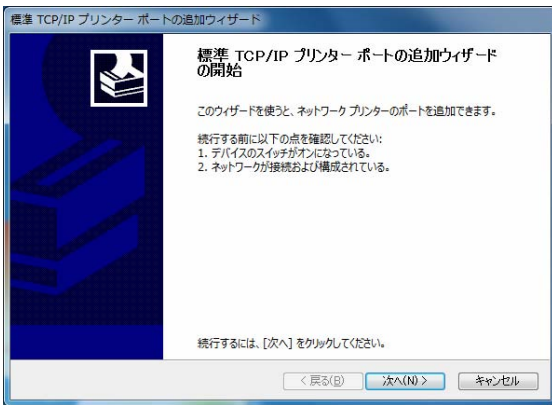 標準 TCP/IP プリンター ポートの追加ウィザード
標準 TCP/IP プリンター ポートの追加ウィザード
の開始
このウィザードを使うと、ネットワーク プリンターのポートを追加できます。
続行する前に以下の点を確認してください:
1. デバイスのスイッチがオンになっている。
2. ネットワークが接続および構成されている。
続行するには、[次へ] をクリックしてください。
< 戻る(B)
次へ(N) >
キャンセル